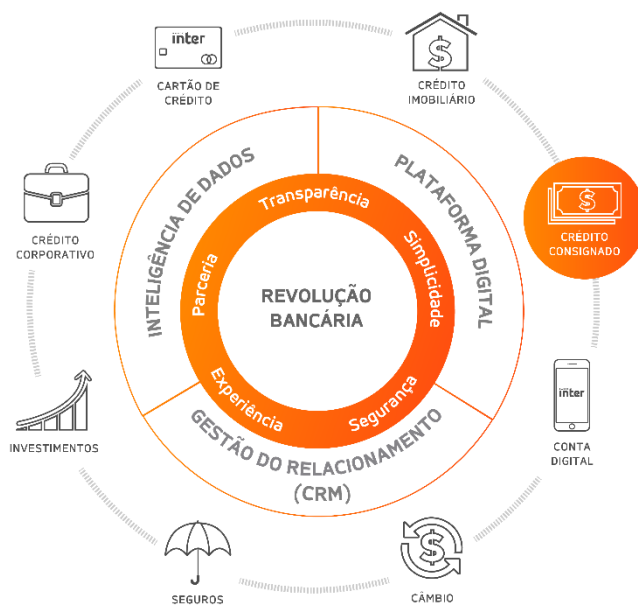 inter
CARTÃO DE
CRÉDITO
CRÉDITO
IMOBILIÁRIO
CRÉDITO
CONSIGNADO
inter
CONTA
DIGITAL
CÂMBIO
SEGUROS
INVESTIMENTOS
CRÉDITO
CORPORATIVO
INTELIGÊNCIA DE DADOS
PLATAFORMA DIGITAL
GESTÃO DO RELACIONAMENTO
(CRM)
Transparência
Simplicidade
Segurança
Experiência
Parceria
REVOLUÇÃO
BANCÁRIA